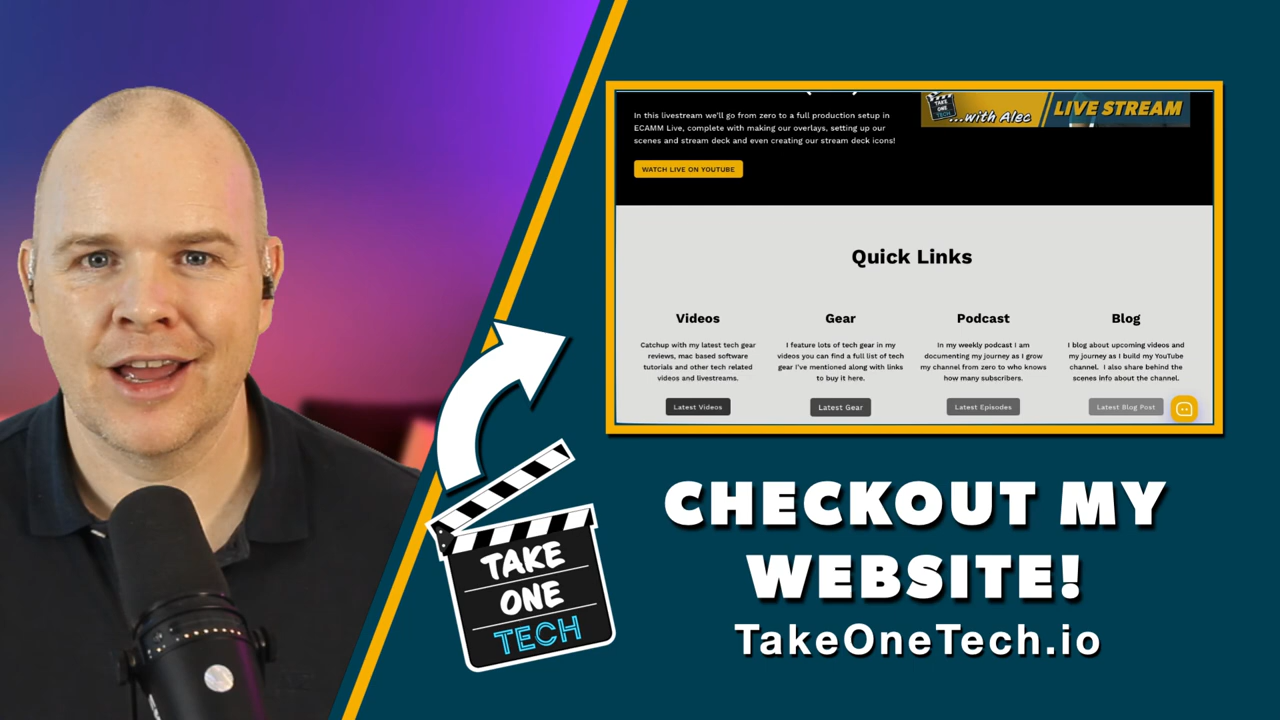 In this livestream we'll go from zero to a full production setup in
ECAMM Live, complete with making our overlays, setting up our
scenes and stream deck and even creating our stream deck icons!
WATCH LIVE ON YOUTUBE
TAKE
ONE
TECH
...with Alec
LIVE STREAM
Quick Links
Videos
Catchup with my latest tech gear
reviews, mac based software
tutorials and other tech related
videos and livestreams.
Latest Videos
Gear
I feature lots of tech gear in my
videos you can find a full list of tech
gear I've mentioned along with links
to buy it here.
Latest Gear
Podcast
In my weekly podcast I am
documenting my journey as I grow
my channel from zero to who knows
how many subscribers.
Latest Episodes
Blog
I blog about upcoming videos and
my journey as I build my YouTube
channel. I also share behind the
scenes info about the channel.
Latest Blog Post
TAKE
ONE
TECH
CHECKOUT MY
WEBSITE!
TakeOneTech.io